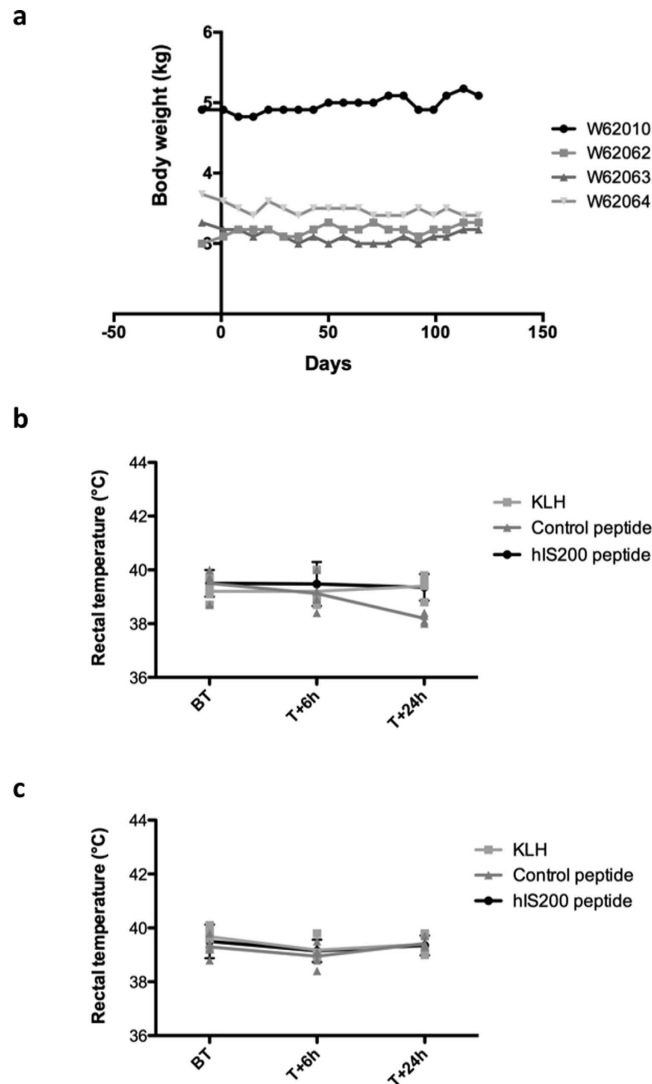 a
Body weight (kg)
6
5
4
3
-50
0
50
100
150
Days
W62010
W62062
W62063
W62064
b
Rectal temperature (°C)
44
42
40
38
36
BT
T+6h
T+24h
KLH
Control peptide
hIS200 peptide
c
Rectal temperature (°C)
44
42
40
38
36
BT
T+6h
T+24h
KLH
Control peptide
hIS200 peptide